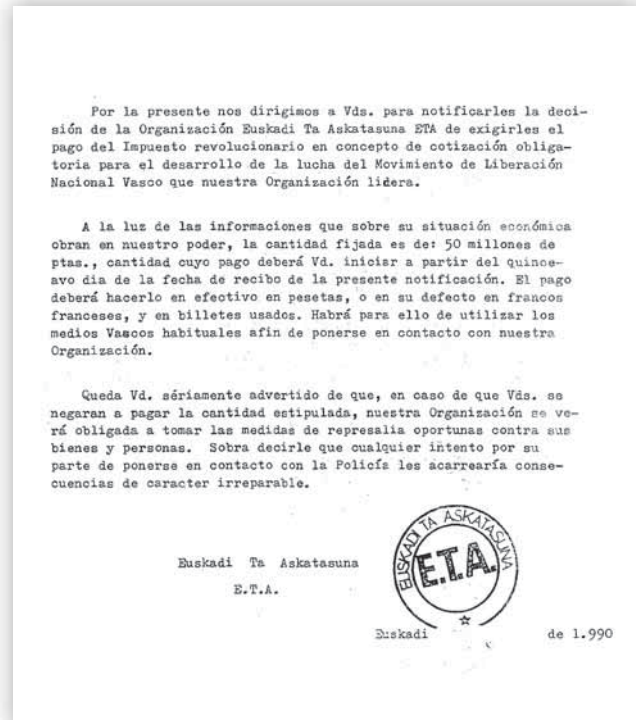 Por la presente nos dirigimos a Vds. para notificarles la deci-
sión de la Organización Euskadi Ta Askatasuna ETA de exigirles el
pago del Impuesto revolucionario en concepto de cotización obliga-
toria para el desarrollo de la lucha del Movimiento de Liberación
Nacional Vasco que nuestra Organización lidera.
A la luz de las informaciones que sobre su situación económica
obran en nuestro poder, la cantidad fijada es de: 50 millones de
ptas., cantidad cuyo pago deberá Vd. iniciar a partir del quince-
avo dia de la fecha de recibo de la presente notificación. El pago
deberá hacerlo en efectivo en pesetas, o en su defecto en francos
franceses, y en billetes usados. Habrá para ello de utilizar los
medios Vascos habituales afin de ponerse en contacto con nuestra
Organización.
Queda Vd. sériamente advertido de que, en caso de que Vds. se
negaran a pagar la cantidad estipulada, nuestra Organización se ve-
rá obligada a tomar las medidas de represalia oportunas contra sus
bienes y personas. Sobra decirle que cualquier intento por su
parte de ponerse en contacto con la Policía les acarrearía conse-
cuencias de caracter irreparable.
Euskadi Ta Askatasuna
E.T.A.
EUSKADI TA ASKATASUNA
E.T.A.
Euskadi de 1.990